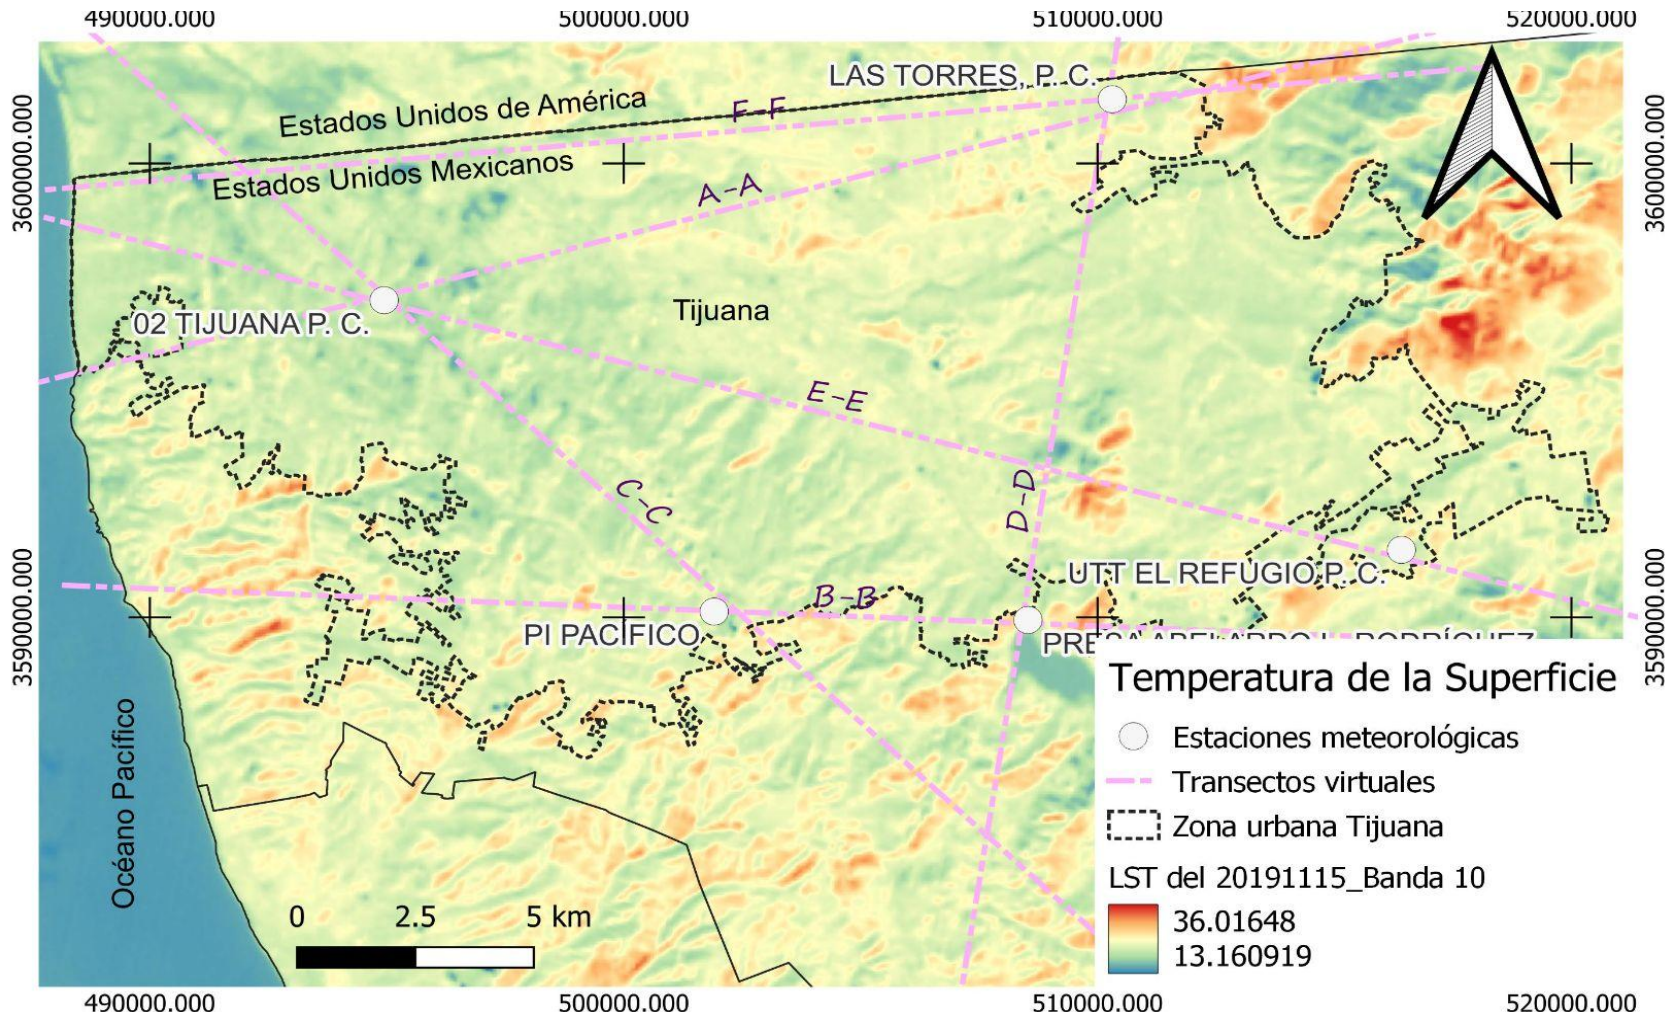 490000.000 500000.000 510000.000 520000.000
3600000.000
3600000.000
LAS TORRES, P. C.
Estados Unidos de América
F-F
Estados Unidos Mexicanos
A-A
02 TIJUANA P. C.
Tijuana
E-E
C-C
D-D
UTT EL REFUGIO P. C.
B-B
3590000.000
3590000.000
PI PACIFICO
PRESA ABELARDO L. RODRÍGUEZ
Océano Pacífico
Temperatura de la Superficie
Estaciones meteorológicas
Transectos virtuales
Zona urbana Tijuana
LST del 20191115_Banda 10
36.01648
13.160919
0 2.5 5 km
490000.000 500000.000 510000.000 520000.000